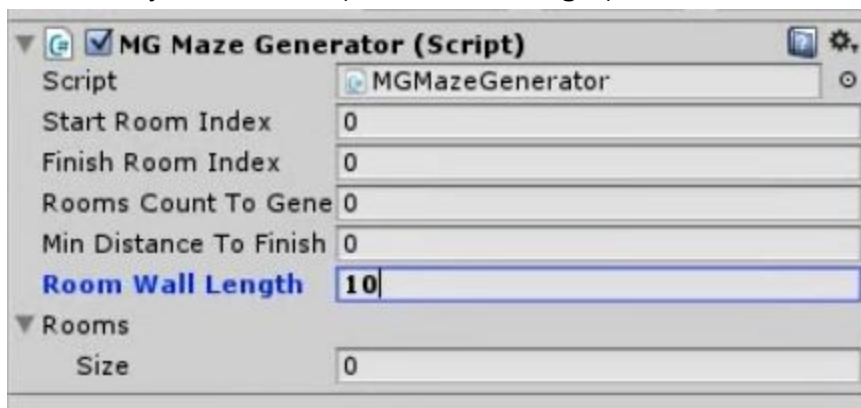 MG Maze Generator (Script)
Script MGMazeGenerator
Start Room Index 0
Finish Room Index 0
Rooms Count To Gene 0
Min Distance To Finish 0
Room Wall Length 10
Rooms
Size 0